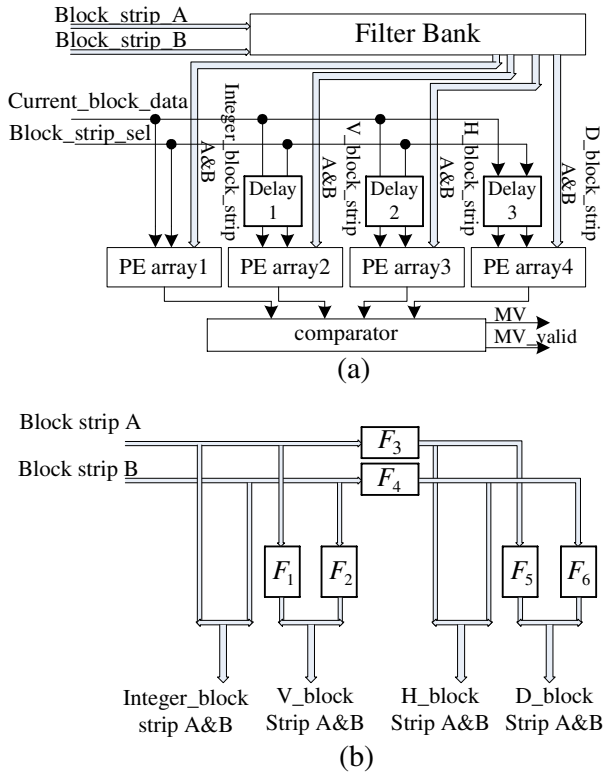 Block_strip_A
Block_strip_B
Filter Bank
Current_block_data
Block_strip_sel
Integer_block_strip
A&B
V_block_strip
A&B
H_block_strip
A&B
D_block_strip
A&B
Delay
1
Delay
2
Delay
3
PE array1
PE array2
PE array3
PE array4
comparator
MV
MV_valid
(a)
Block strip A
Block strip B
F3
F4
F1
F2
F5
F6
Integer_block
strip A&B
V_block
Strip A&B
H_block
Strip A&B
D_block
Strip A&B
(b)